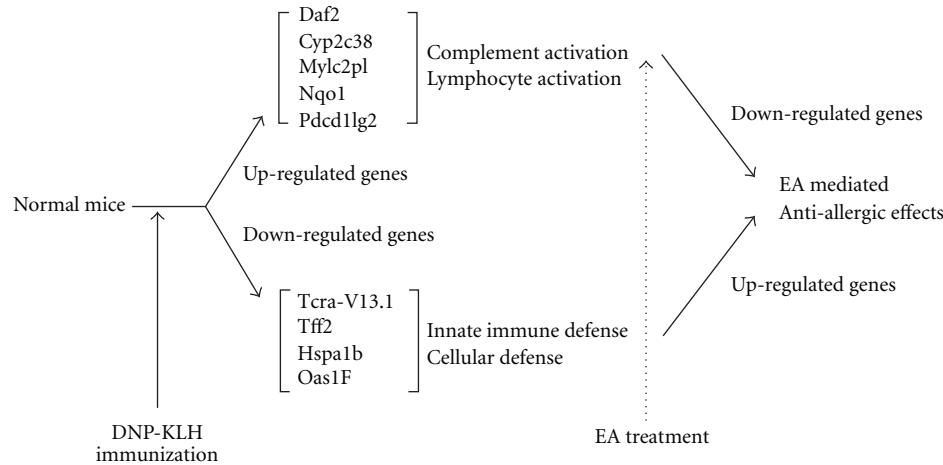 Daf2
Cyp2c38
Mylc2pl
Nqo1
Pdcd1lg2
Complement activation
Lymphocyte activation
Up-regulated genes
Normal mice
Down-regulated genes
Tcra-V13.1
Tff2
Hspa1b
Oas1F
Innate immune defense
Cellular defense
DNP-KLH
immunization
EA treatment
Down-regulated genes
EA mediated
Anti-allergic effects
Up-regulated genes